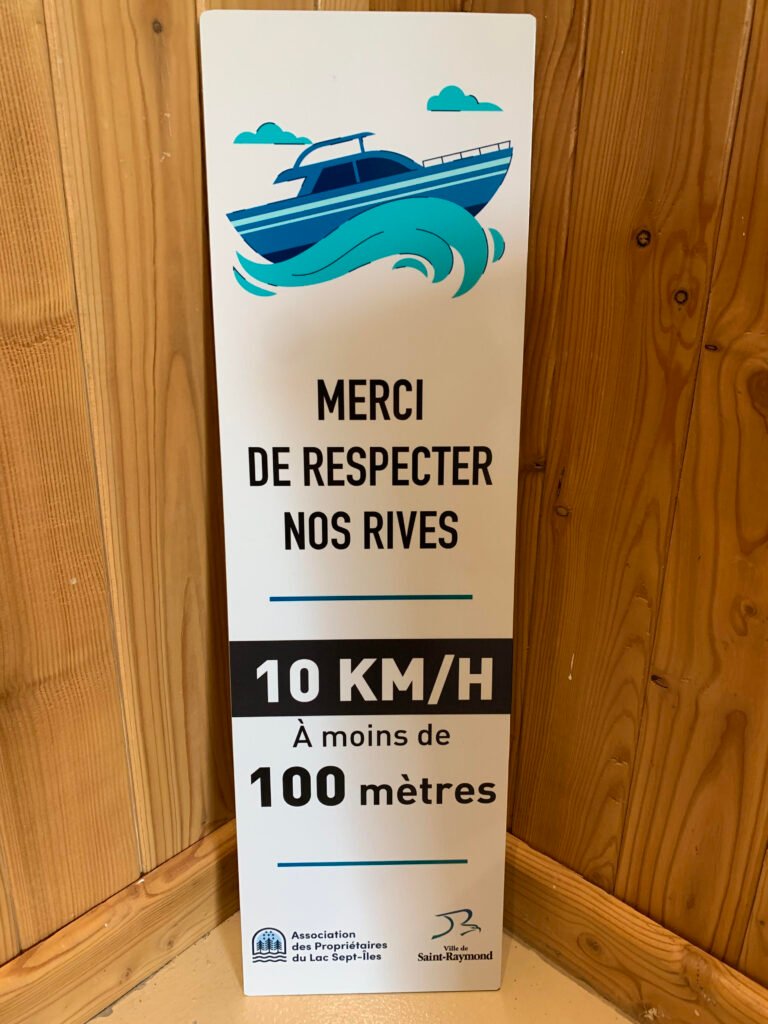 MERCI
DE RESPECTER
NOS RIVES
10 KM/H
À moins de
100 mètres
Association
des Propriétaires
du Lac Sept-Îles
Ville de
Saint-Raymond